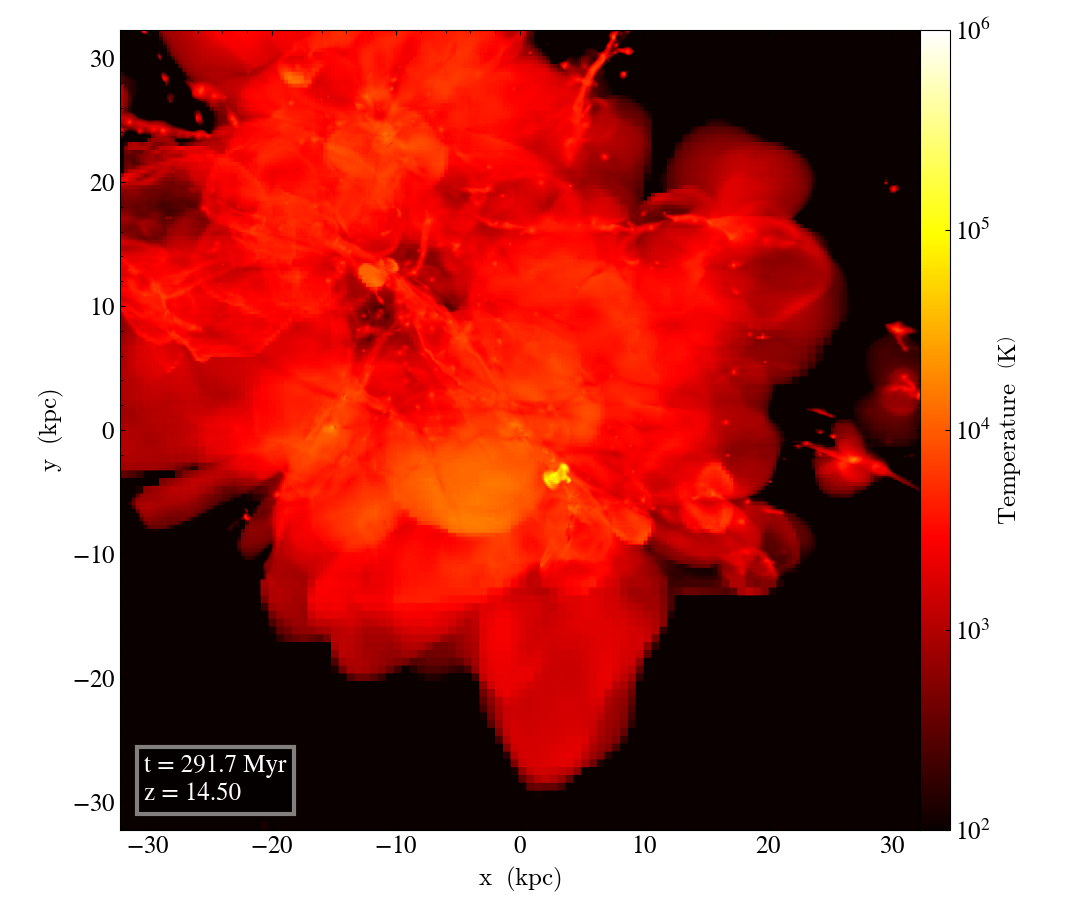 30
20
10
0
−10
−20
−30
y (kpc)
−30 −20 −10 0 10 20 30
x (kpc)
t = 291.7 Myr
z = 14.50
10^6
10^5
10^4
10^3
10^2
Temperature (K)